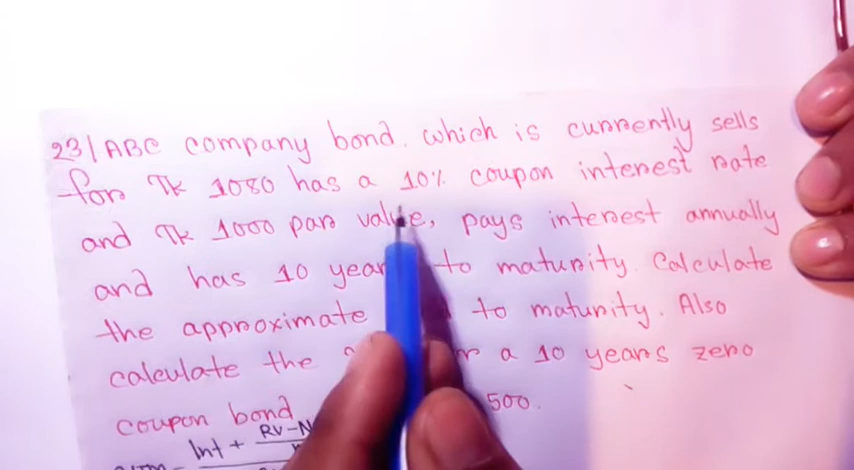 23/ ABC company bond. which is currently sells
for Tk 1080 has a 10% coupon interest rate
and Tk 1000 par value, pays interest annually
and has 10 year to maturity. Calculate
the approximate to maturity. Also
calculate the a 10 years zero
coupon bond 500.
Int + RV-N